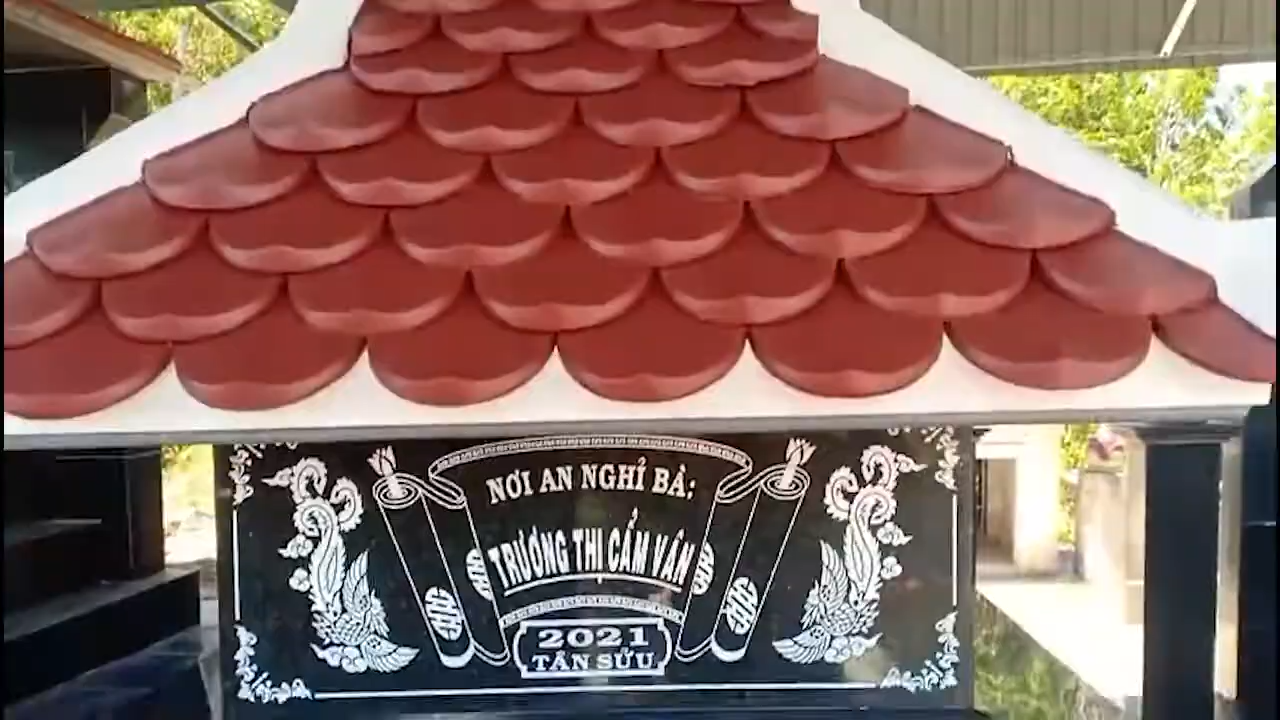 NƠI AN NGHỈ BÀ:
TRƯƠNG THỊ CẨM VÂN
2021
TÂN SỬU